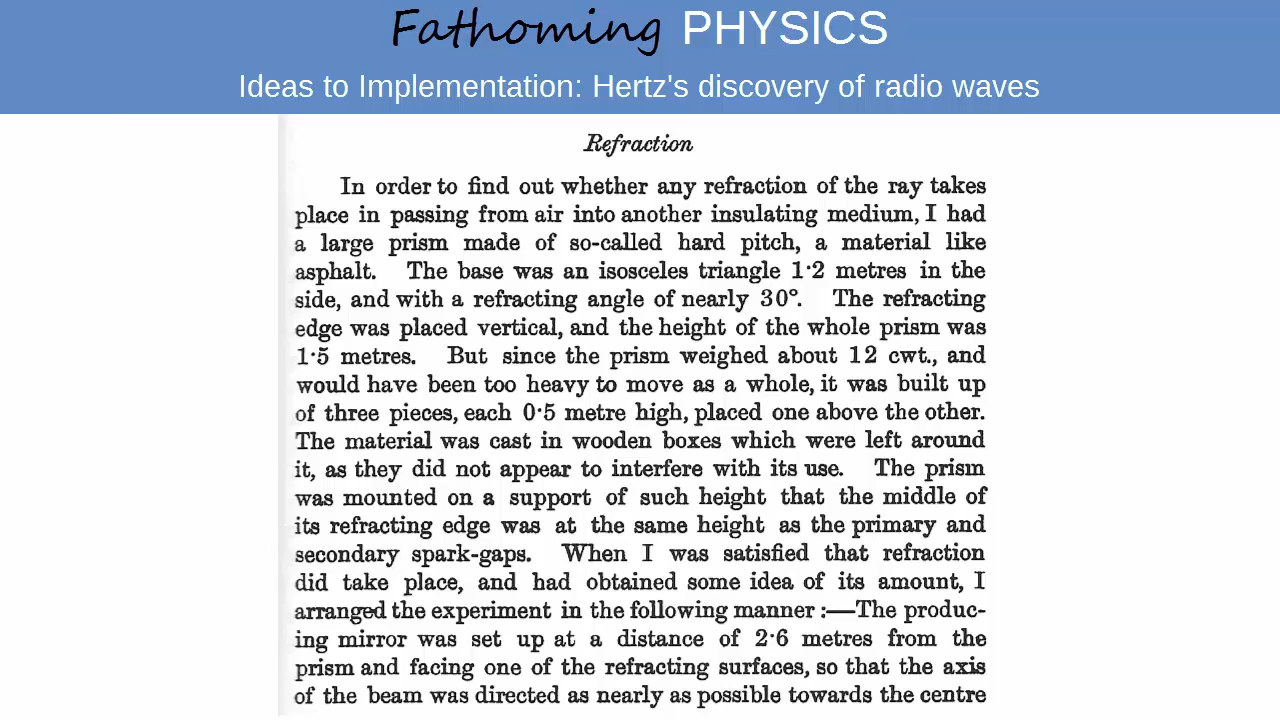 Fathoming PHYSICS
Ideas to Implementation: Hertz's discovery of radio waves
Refraction
In order to find out whether any refraction of the ray takes
place in passing from air into another insulating medium, I had
a large prism made of so-called hard pitch, a material like
asphalt. The base was an isosceles triangle 1·2 metres in the
side, and with a refracting angle of nearly 30°. The refracting
edge was placed vertical, and the height of the whole prism was
1·5 metres. But since the prism weighed about 12 cwt., and
would have been too heavy to move as a whole, it was built up
of three pieces, each 0·5 metre high, placed one above the other.
The material was cast in wooden boxes which were left around
it, as they did not appear to interfere with its use. The prism
was mounted on a support of such height that the middle of
its refracting edge was at the same height as the primary and
secondary spark-gaps. When I was satisfied that refraction
did take place, and had obtained some idea of its amount, I
arranged the experiment in the following manner :—The produc-
ing mirror was set up at a distance of 2·6 metres from the
prism and facing one of the refracting surfaces, so that the axis
of the beam was directed as nearly as possible towards the centre